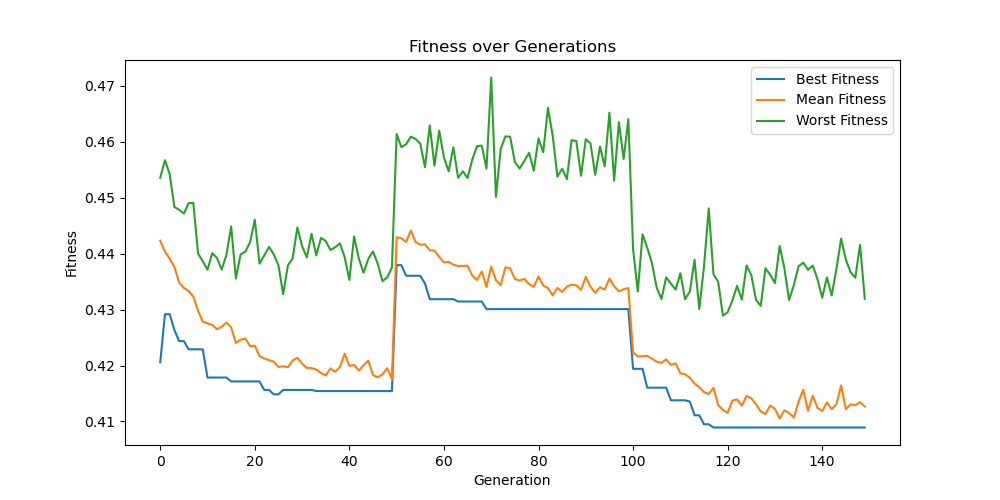 Fitness over Generations
Best Fitness
Mean Fitness
Worst Fitness
0.47
0.46
0.45
0.44
0.43
0.42
0.41
Fitness
0 20 40 60 80 100 120 140
Generation